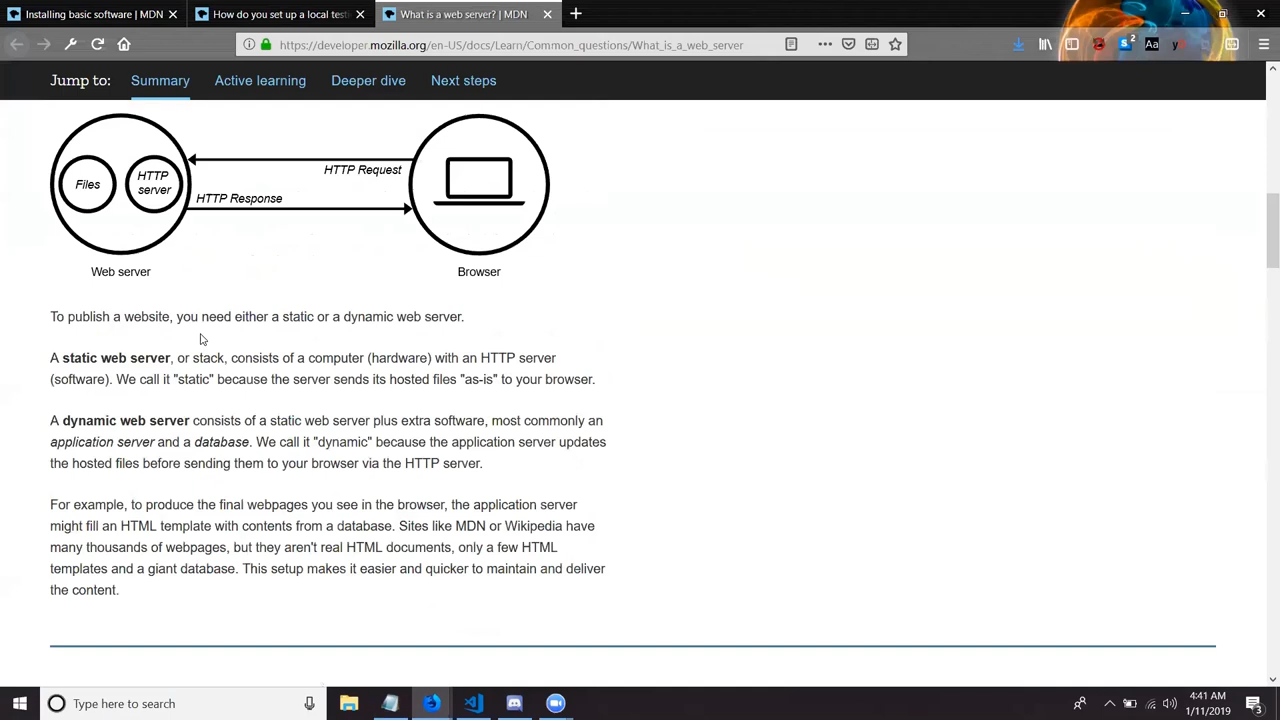 Installing basic software | MDN
How do you set up a local test
What is a web server? | MDN
https://developer.mozilla.org/en-US/docs/Learn/Common_questions/What_is_a_web_server
Jump to: Summary Active learning Deeper dive Next steps
Files
HTTP
server
HTTP Request
HTTP Response
Web server
Browser
To publish a website, you need either a static or a dynamic web server.
A static web server, or stack, consists of a computer (hardware) with an HTTP server
(software). We call it "static" because the server sends its hosted files "as-is" to your browser.
A dynamic web server consists of a static web server plus extra software, most commonly an
application server and a database. We call it "dynamic" because the application server updates
the hosted files before sending them to your browser via the HTTP server.
For example, to produce the final webpages you see in the browser, the application server
might fill an HTML template with contents from a database. Sites like MDN or Wikipedia have
many thousands of webpages, but they aren't real HTML documents, only a few HTML
templates and a giant database. This setup makes it easier and quicker to maintain and deliver
the content.
Type here to search
4:41 AM
1/11/2019
3
2
Aa